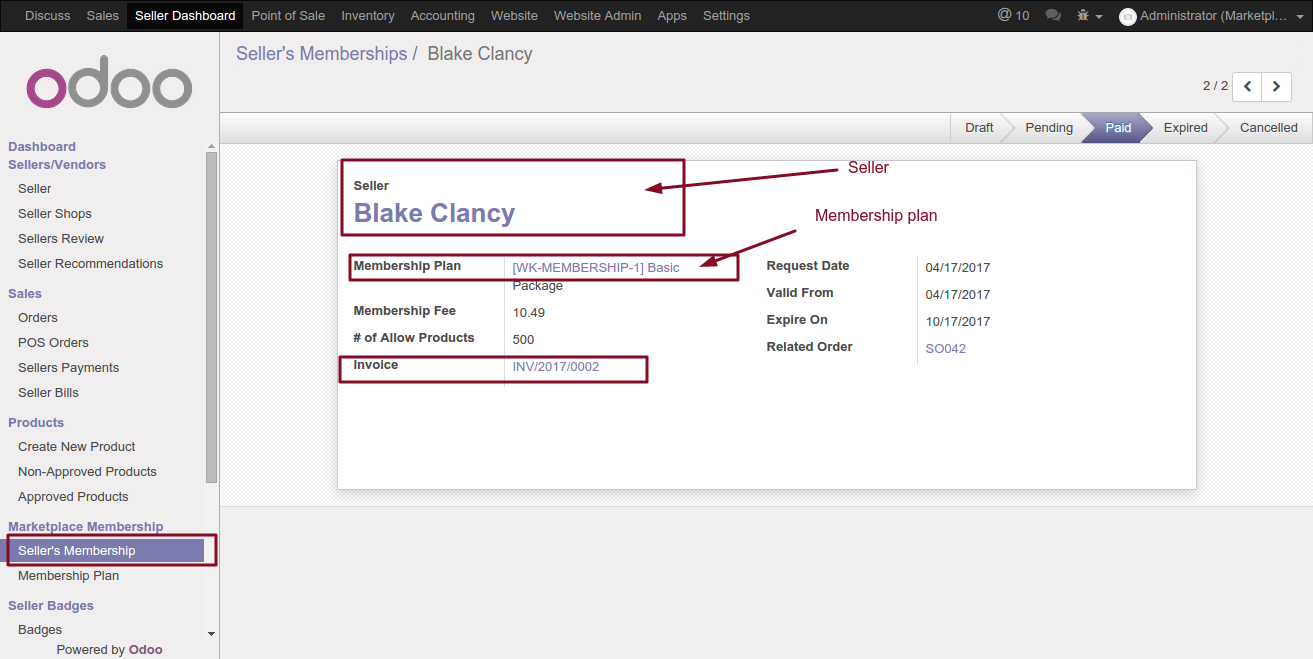 Discuss Sales Seller Dashboard Point of Sale Inventory Accounting Website Website Admin Apps Settings @ 10 Administrator (Marketpl...
odoo
Seller's Memberships / Blake Clancy
2 / 2
Draft Pending Paid Expired Cancelled
Dashboard
Sellers/Vendors
Seller
Seller Shops
Sellers Review
Seller Recommendations
Sales
Orders
POS Orders
Sellers Payments
Seller Bills
Products
Create New Product
Non-Approved Products
Approved Products
Marketplace Membership
Seller's Membership
Membership Plan
Seller Badges
Badges
Powered by Odoo
Seller
Blake Clancy
Seller
Membership plan
Membership Plan [WK-MEMBERSHIP-1] Basic
Package
Membership Fee 10.49
# of Allow Products 500
Invoice INV/2017/0002
Request Date 04/17/2017
Valid From 04/17/2017
Expire On 10/17/2017
Related Order SO042